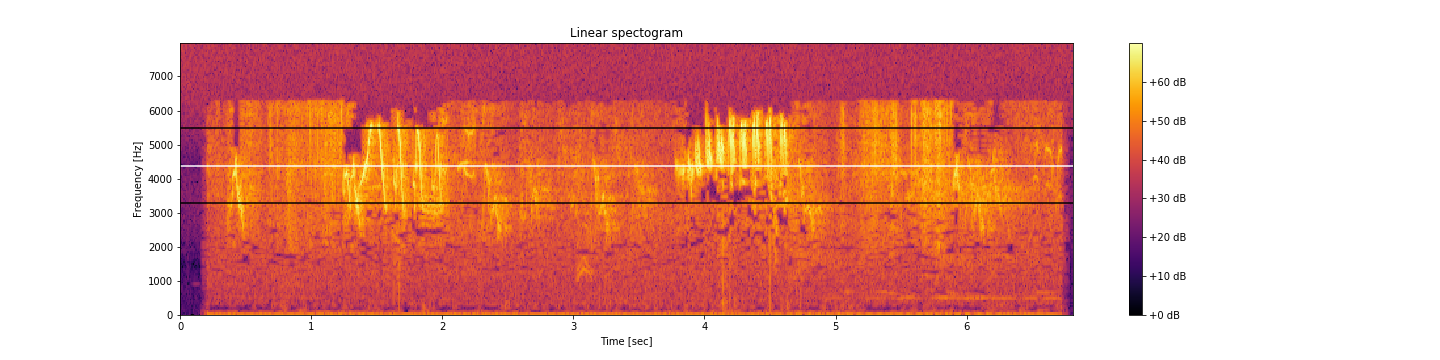 Linear spectogram
Frequency [Hz]
7000
6000
5000
4000
3000
2000
1000
0
0 1 2 3 4 5 6
Time [sec]
+60 dB
+50 dB
+40 dB
+30 dB
+20 dB
+10 dB
+0 dB